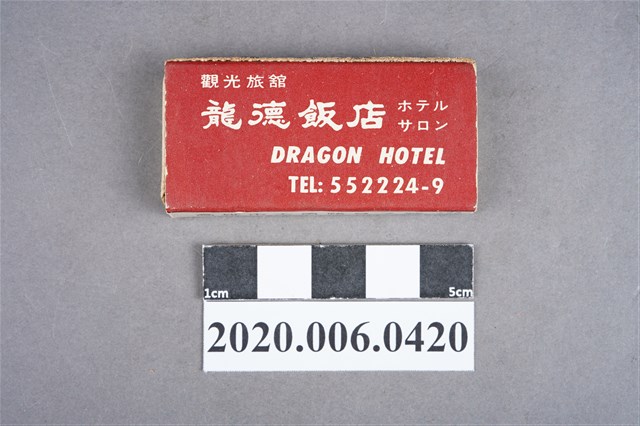 觀光旅舘
龍德飯店 ホテル サロン
DRAGON HOTEL
TEL: 552224-9
1cm 5cm
2020.006.0420